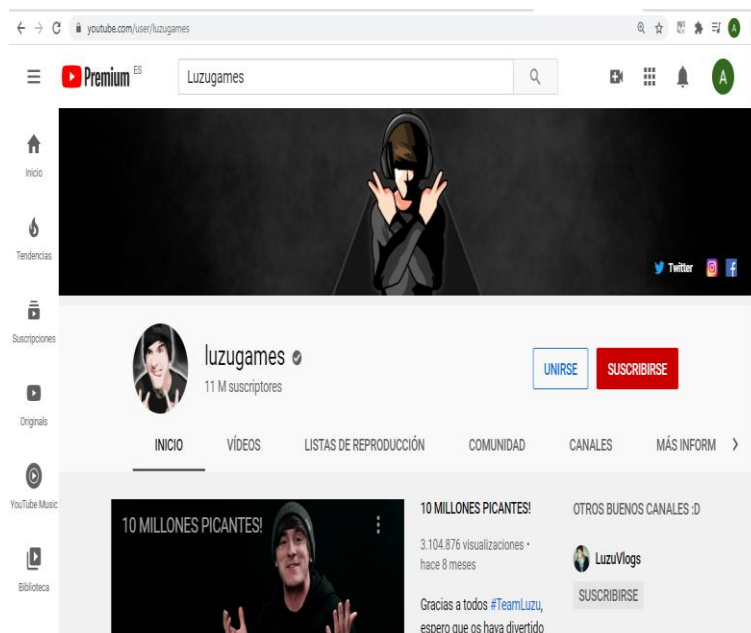 youtube.com/user/luzugames
Premium ES
Luzugames
A
Inicio
Tendencias
Suscripciones
Originals
YouTube Music
Biblioteca
Twitter
luzugames
11 M suscriptores
UNIRSE
SUSCRIBIRSE
INICIO VÍDEOS LISTAS DE REPRODUCCIÓN COMUNIDAD CANALES MÁS INFORM
10 MILLONES PICANTES!
10 MILLONES PICANTES!
3.104.876 visualizaciones •
hace 8 meses
Gracias a todos #TeamLuzu,
espero que os haya divertido
OTROS BUENOS CANALES :D
LuzuVlogs
SUSCRIBIRSE